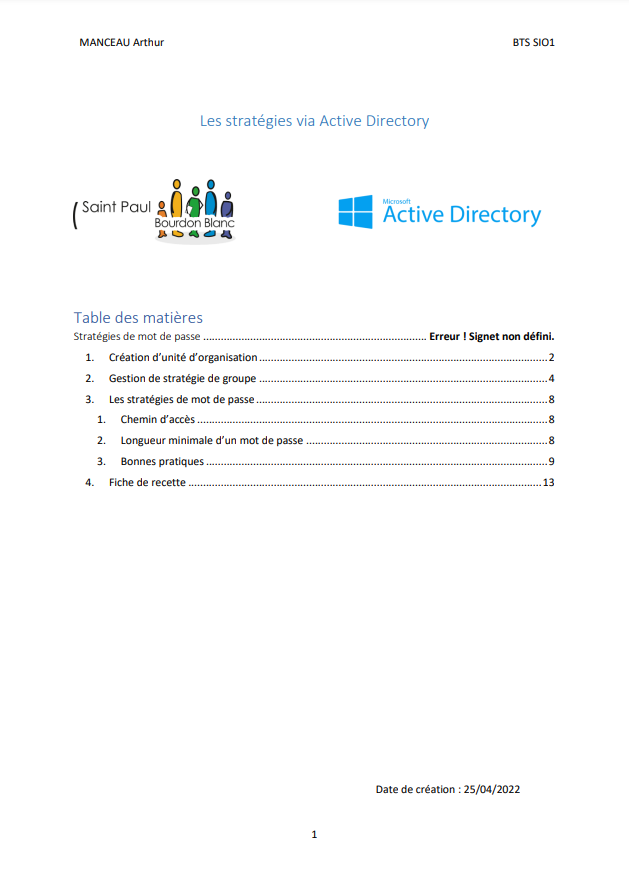 MANCEAU Arthur BTS SIO1
Les stratégies via Active Directory
Saint Paul
Bourdon Blanc
Microsoft
Active Directory
Table des matières
Stratégies de mot de passe ........................................................................... Erreur ! Signet non défini.
1. Création d’unité d’organisation ................................................................................................ 2
2. Gestion de stratégie de groupe ................................................................................................ 4
3. Les stratégies de mot de passe ................................................................................................. 8
1. Chemin d’accès ...................................................................................................................... 8
2. Longueur minimale d’un mot de passe .................................................................................. 8
3. Bonnes pratiques ................................................................................................................... 9
4. Fiche de recette ...................................................................................................................... 13
Date de création : 25/04/2022
1